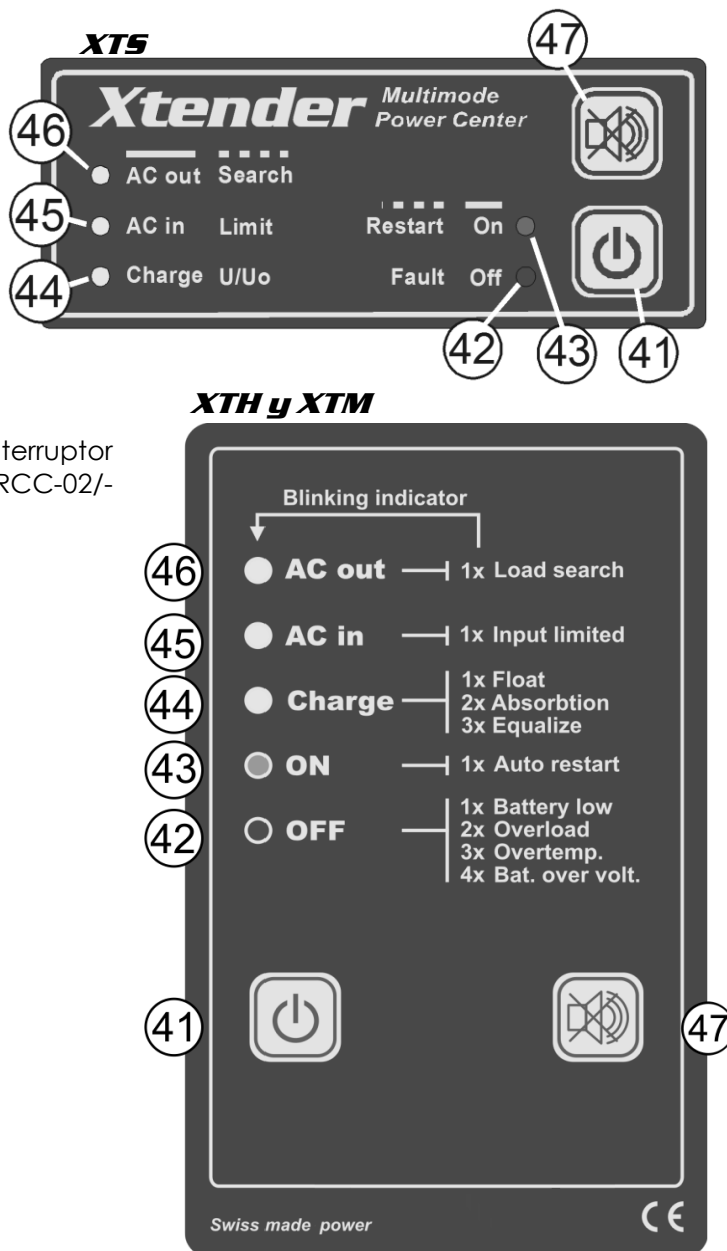 XTS
47
Xtender Multimode
Power Center
46
AC out Search
45
AC in Limit Restart On
44
Charge U/Uo Fault Off
42
43
41
XTH y XTM
terruptor
RCC-02/-
Blinking indicator
46 AC out 1x Load search
45 AC in 1x Input limited
44 Charge 1x Float
2x Absorbtion
3x Equalize
43 ON 1x Auto restart
42 OFF 1x Battery low
2x Overload
3x Overtemp.
4x Bat. over volt.
41
47
Swiss made power CE